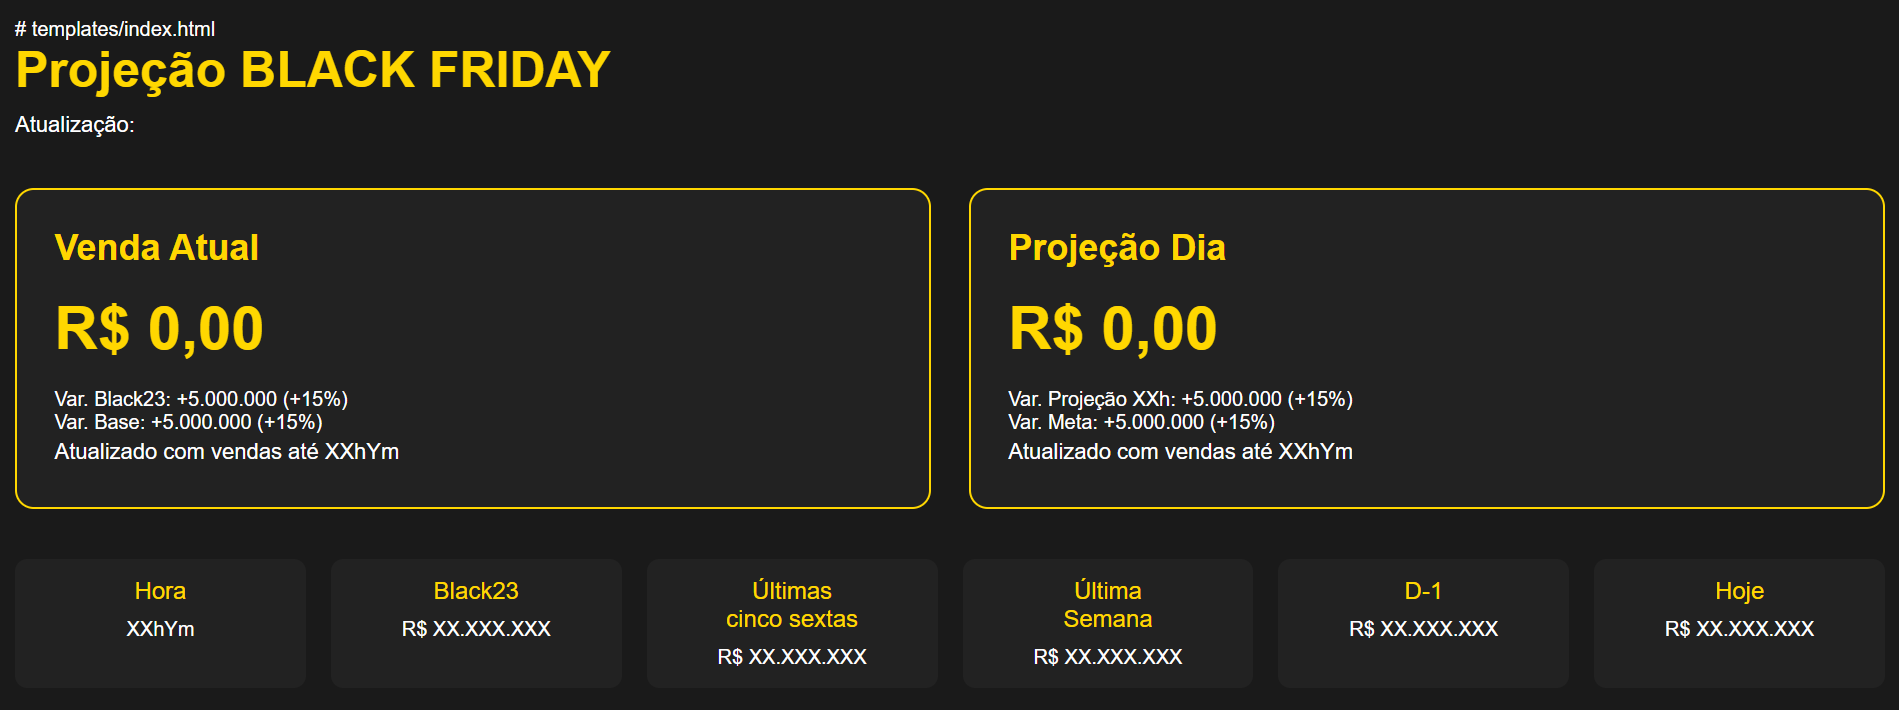 # templates/index.html
Projeção BLACK FRIDAY
Atualização:
Venda Atual
R$ 0,00
Var. Black23: +5.000.000 (+15%)
Var. Base: +5.000.000 (+15%)
Atualizado com vendas até XXhYm
Projeção Dia
R$ 0,00
Var. Projeção XXh: +5.000.000 (+15%)
Var. Meta: +5.000.000 (+15%)
Atualizado com vendas até XXhYm
Hora
XXhYm
Black23
R$ XX.XXX.XXX
Últimas
cinco sextas
R$ XX.XXX.XXX
Última
Semana
R$ XX.XXX.XXX
D-1
R$ XX.XXX.XXX
Hoje
R$ XX.XXX.XXX